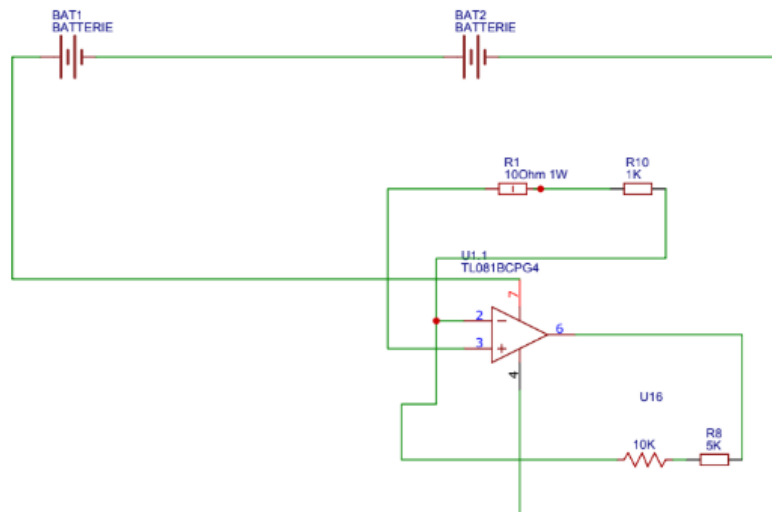 BAT1
BATTERIE
BAT2
BATTERIE
R1
10Ohm 1W
R10
1K
U1.1
TL081BCPG4
7
2
3
6
4
U16
10K
R8
5K